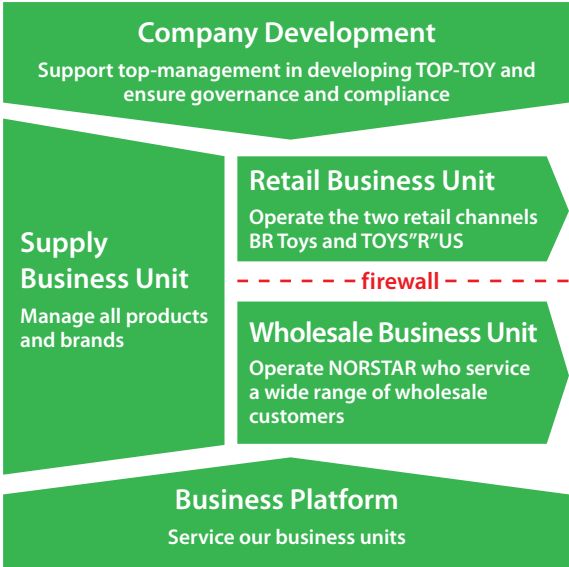 Company Development
Support top-management in developing TOP-TOY and
ensure governance and compliance
Supply
Business Unit
Manage all products
and brands
Retail Business Unit
Operate the two retail channels
BR Toys and TOYS”R”US
firewall
Wholesale Business Unit
Operate NORSTAR who service
a wide range of wholesale
customers
Business Platform
Service our business units